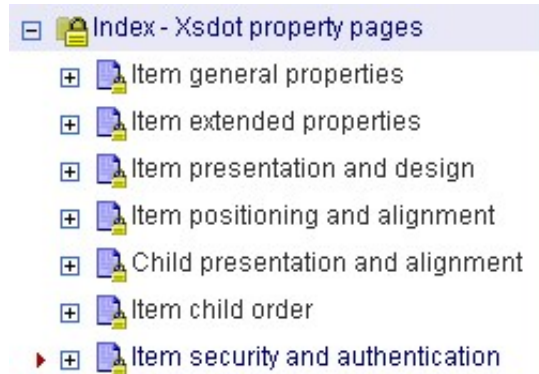 Index - Xsdot property pages
Item general properties
Item extended properties
Item presentation and design
Item positioning and alignment
Child presentation and alignment
Item child order
Item security and authentication